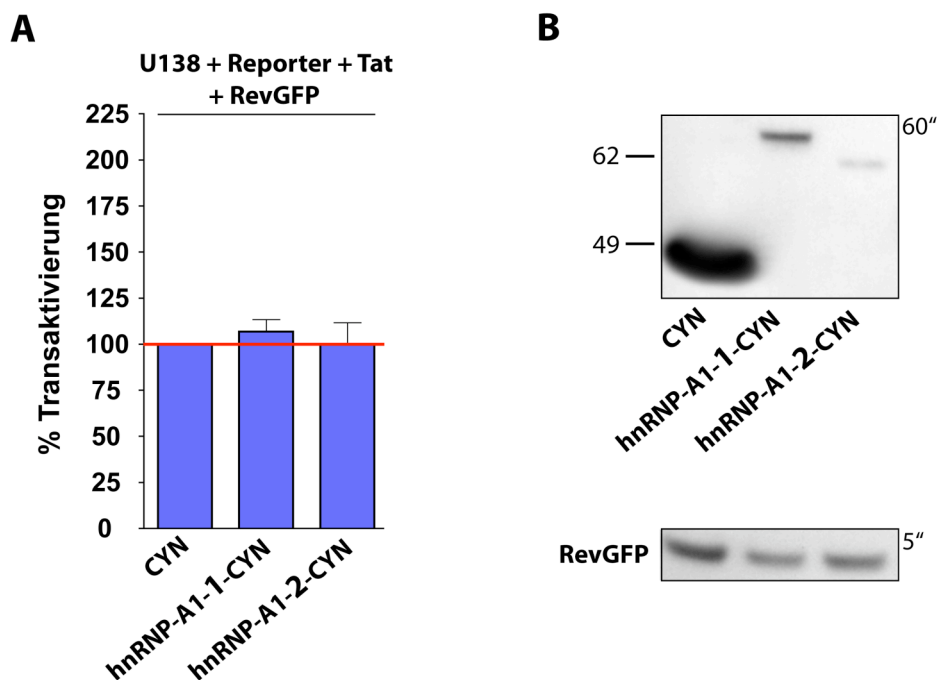 A
U138 + Reporter + Tat
+ RevGFP
% Transaktivierung
225
200
175
150
125
100
75
50
25
0
CYN
hnRNP-A1-1-CYN
hnRNP-A1-2-CYN
B
60“
62
49
CYN
hnRNP-A1-1-CYN
hnRNP-A1-2-CYN
RevGFP
5“